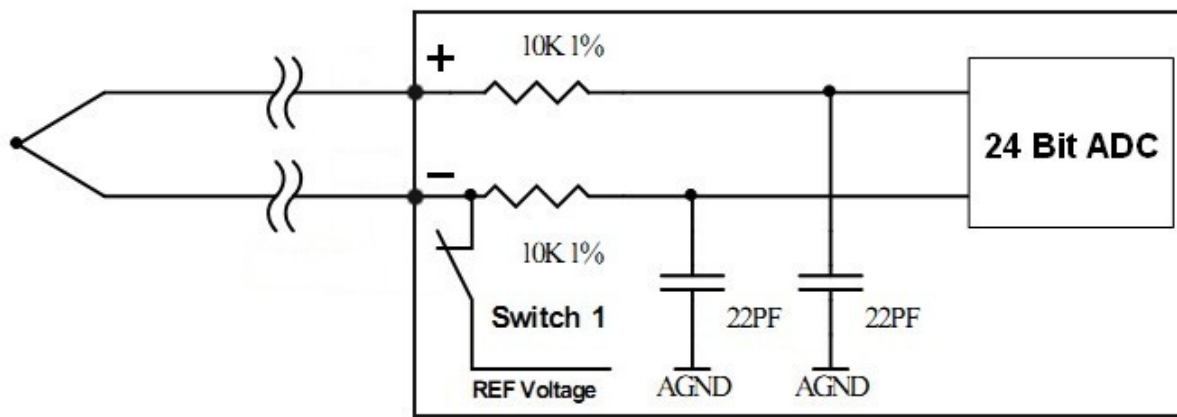 +
10K 1%
24 Bit ADC
−
10K 1%
Switch 1
22PF
22PF
REF Voltage
AGND
AGND